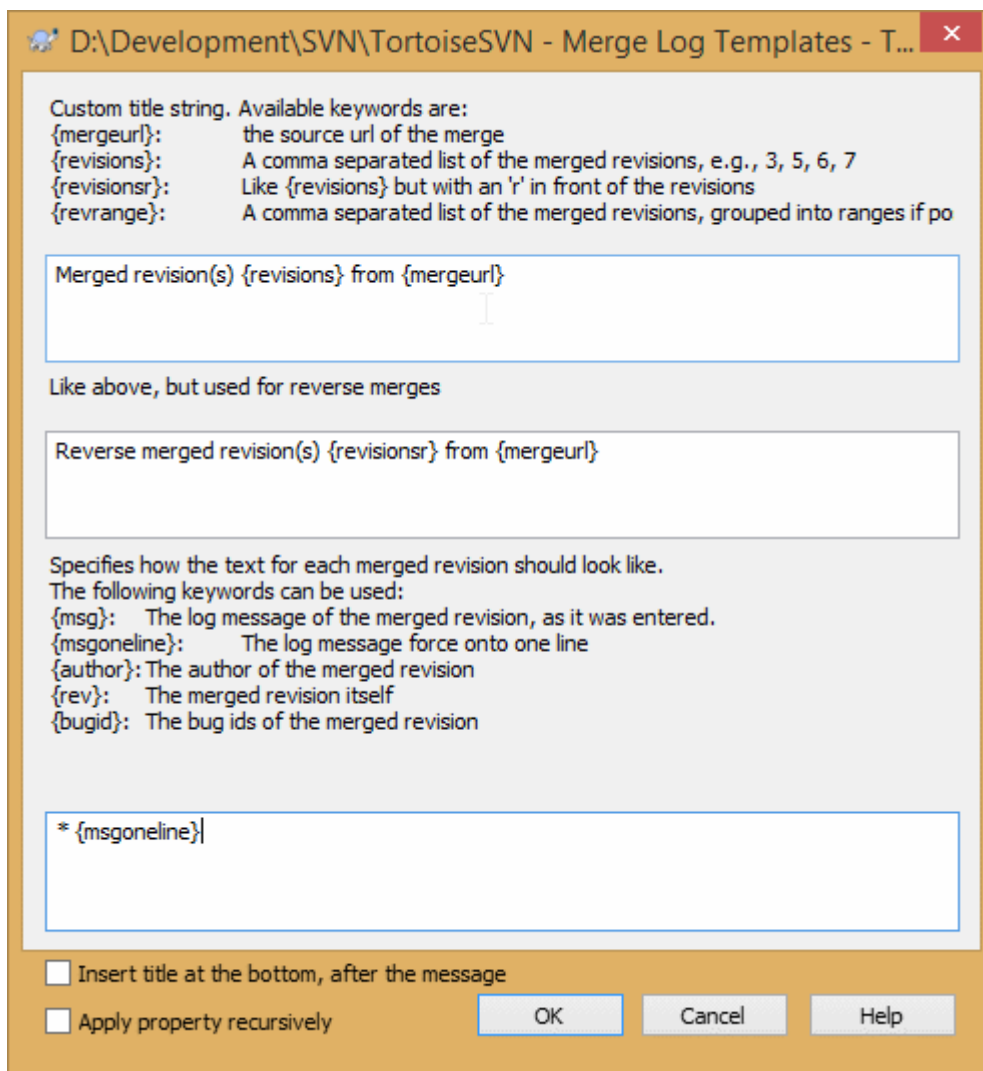 D:\Development\SVN\TortoiseSVN - Merge Log Templates - T...
Custom title string. Available keywords are:
{mergeurl}: the source url of the merge
{revisions}: A comma separated list of the merged revisions, e.g., 3, 5, 6, 7
{revisionsr}: Like {revisions} but with an 'r' in front of the revisions
{revrange}: A comma separated list of the merged revisions, grouped into ranges if po
Merged revision(s) {revisions} from {mergeurl}
Like above, but used for reverse merges
Reverse merged revision(s) {revisionsr} from {mergeurl}
Specifies how the text for each merged revision should look like.
The following keywords can be used:
{msg}: The log message of the merged revision, as it was entered.
{msgoneline}: The log message force onto one line
{author}: The author of the merged revision
{rev}: The merged revision itself
{bugid}: The bug ids of the merged revision
* {msgoneline}
Insert title at the bottom, after the message
Apply property recursively
OK Cancel Help